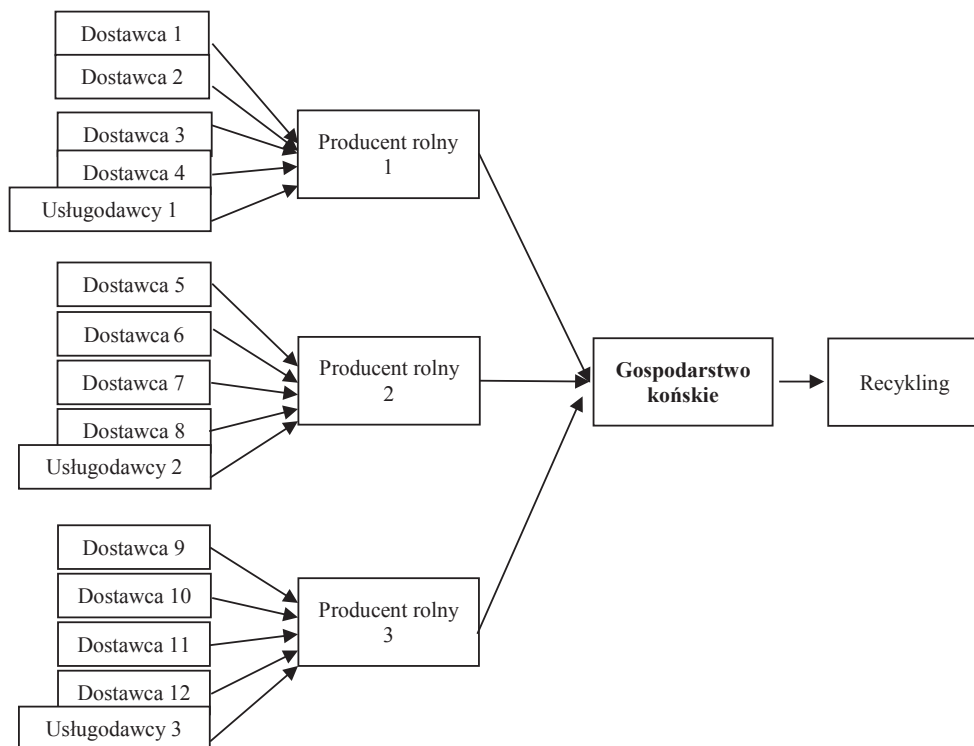 Dostawca 1
Dostawca 2
Dostawca 3
Dostawca 4
Usługodawcy 1
Producent rolny
1
Dostawca 5
Dostawca 6
Dostawca 7
Dostawca 8
Usługodawcy 2
Producent rolny
2
Dostawca 9
Dostawca 10
Dostawca 11
Dostawca 12
Usługodawcy 3
Producent rolny
3
Gospodarstwo
końskie
Recykling